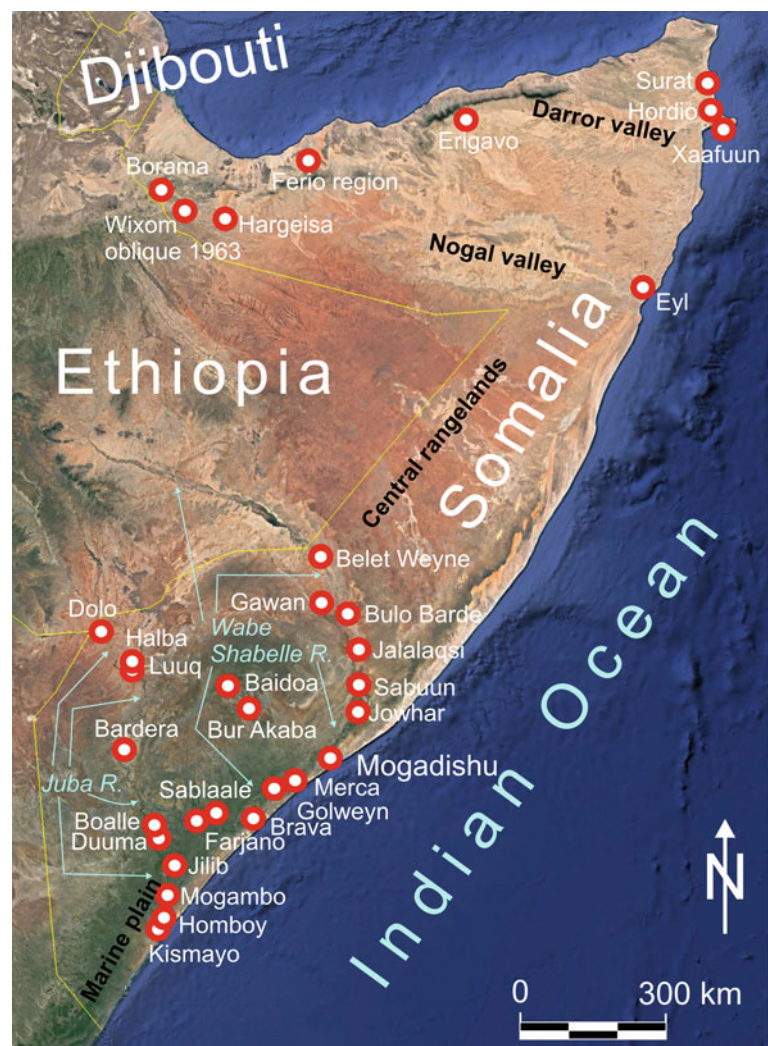 Djibouti
Surat
Hordio
Darror valley
Xaafuun
Erigavo
Ferio region
Borama
Wixom
oblique 1963
Hargeisa
Nogal valley
Eyl
Ethiopia
Somalia
Central rangelands
Belet Weyne
Gawan
Bulo Barde
Dolo
Halba
Luuq
Wabe
Shabelle R.
Jalalaqsi
Baidoa
Sabuun
Bur Akaba
Jowhar
Bardera
Mogadishu
Juba R.
Sablaale
Merca
Golweyn
Boalle
Brava
Duuma
Farjano
Jilib
Mogambo
Homboy
Kismayo
Marine plain
Indian Ocean
N
0
300 km